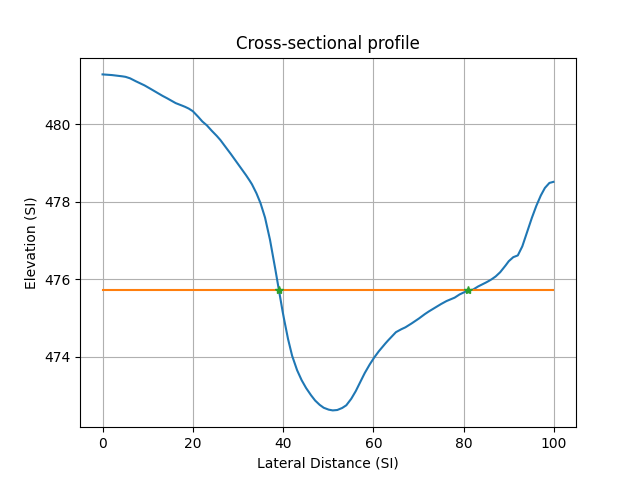 Cross-sectional profile
Elevation (SI)
480
478
476
474
0 20 40 60 80 100
Lateral Distance (SI)